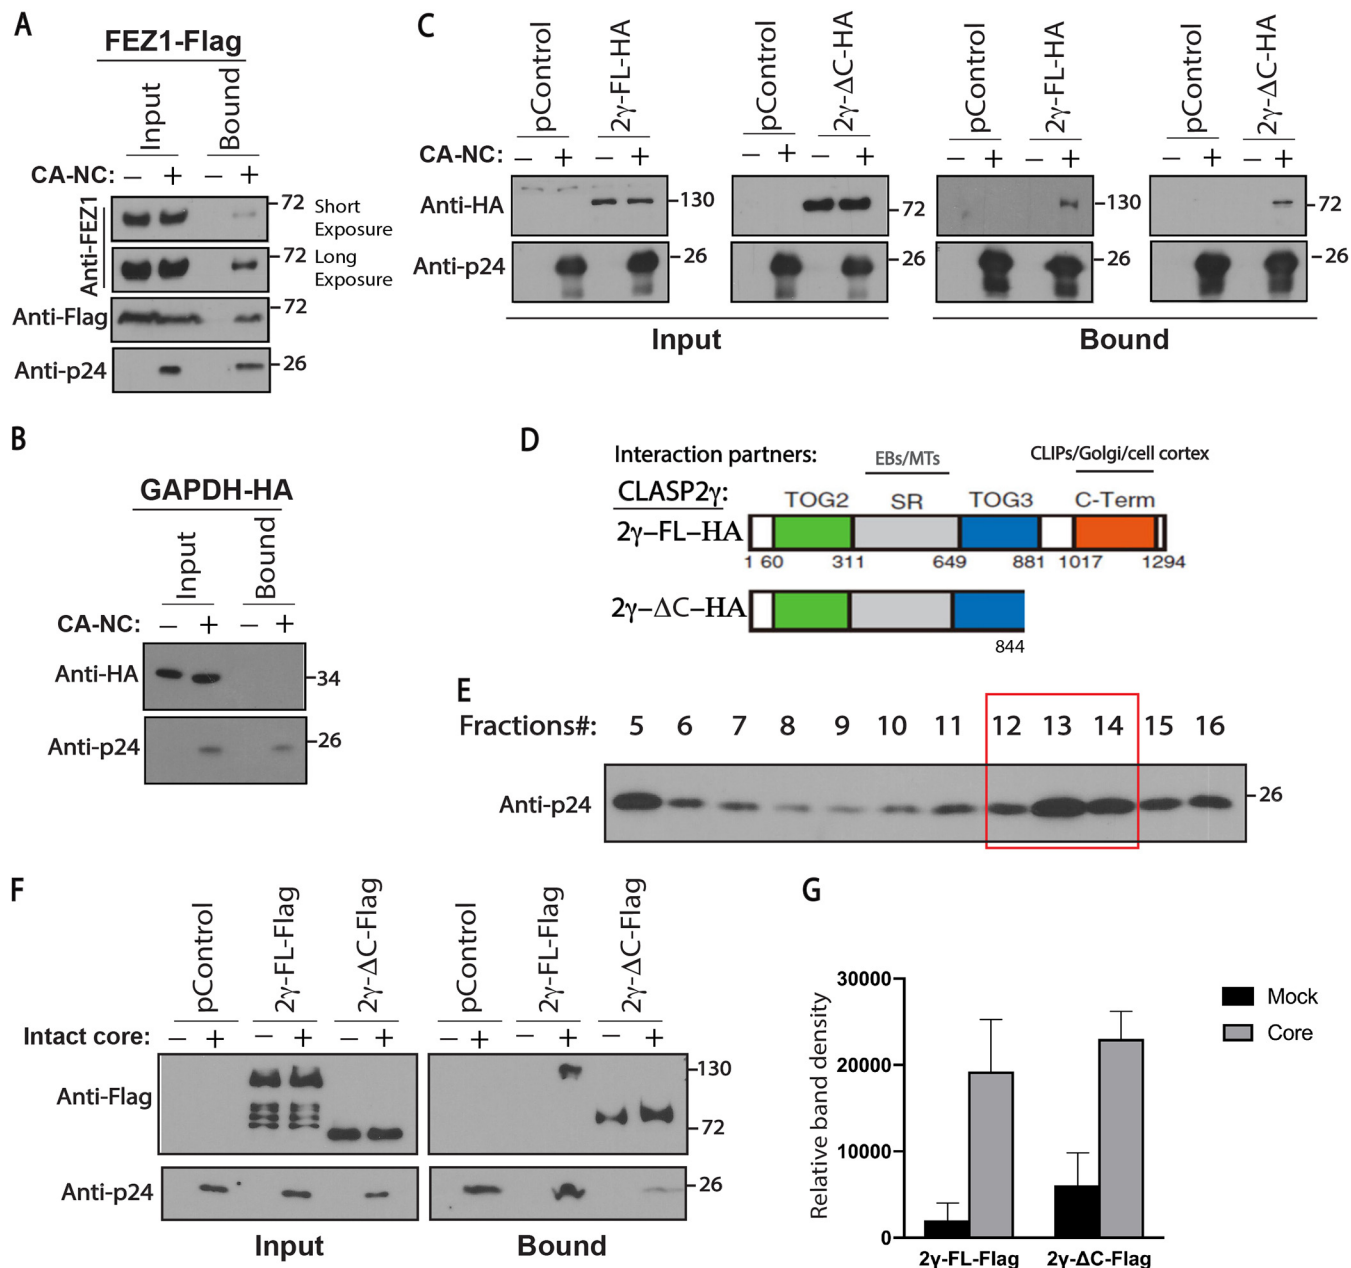 A
FEZ1-Flag
Input
Bound
CA-NC: – + – +
Anti-FEZ1
72 Short Exposure
72 Long Exposure
Anti-Flag
72
Anti-p24
26
B
GAPDH-HA
Input
Bound
CA-NC: – + – +
Anti-HA
34
Anti-p24
26
C
pControl
2γ-FL-HA
pControl
2γ-ΔC-HA
pControl
2γ-FL-HA
pControl
2γ-ΔC-HA
CA-NC: – + – + – + – + – + – + – + – +
Anti-HA
130
72
130
72
Anti-p24
26
26
26
26
Input
Bound
D
Interaction partners:
EBs/MTs
CLIPs/Golgi/cell cortex
CLASP2γ:
TOG2
SR
TOG3
C-Term
2γ–FL–HA
1 60 311 649 881 1017 1294
2γ–ΔC–HA
844
E
Fractions#: 5 6 7 8 9 10 11 12 13 14 15 16
Anti-p24
26
F
pControl
2γ-FL-Flag
2γ-ΔC-Flag
pControl
2γ-FL-Flag
2γ-ΔC-Flag
Intact core: – + – + – + – + – + – +
Anti-Flag
130
72
Anti-p24
26
Input
Bound
G
Relative band density
30000
20000
10000
0
2γ-FL-Flag
2γ-ΔC-Flag
Mock
Core